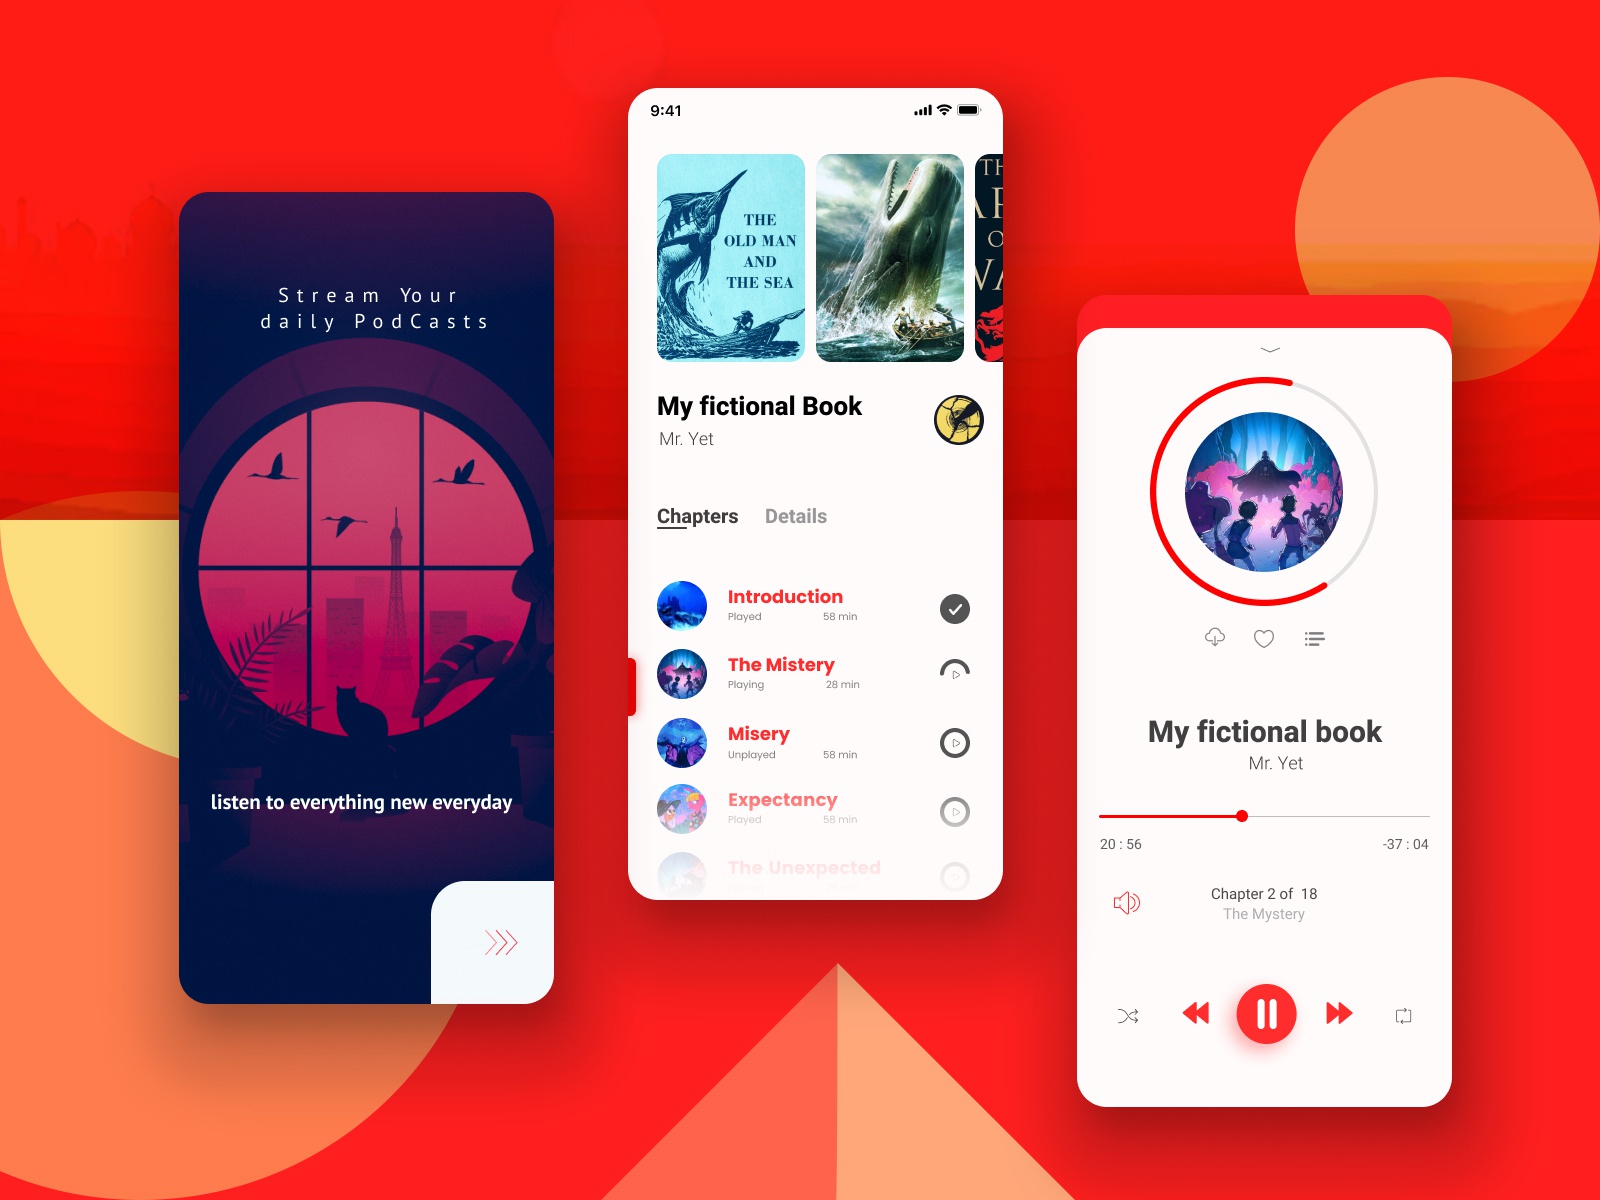 Stream Your
daily PodCasts
listen to everything new everyday
9:41
THE
OLD MAN
AND
THE SEA
TH
O
My fictional Book
Mr. Yet
Chapters Details
Introduction
Played 58 min
The Mistery
Playing 28 min
Misery
Unplayed 58 min
Expectancy
Played 58 min
The Unexpected
My fictional book
Mr. Yet
20 : 56 -37 : 04
Chapter 2 of 18
The Mystery